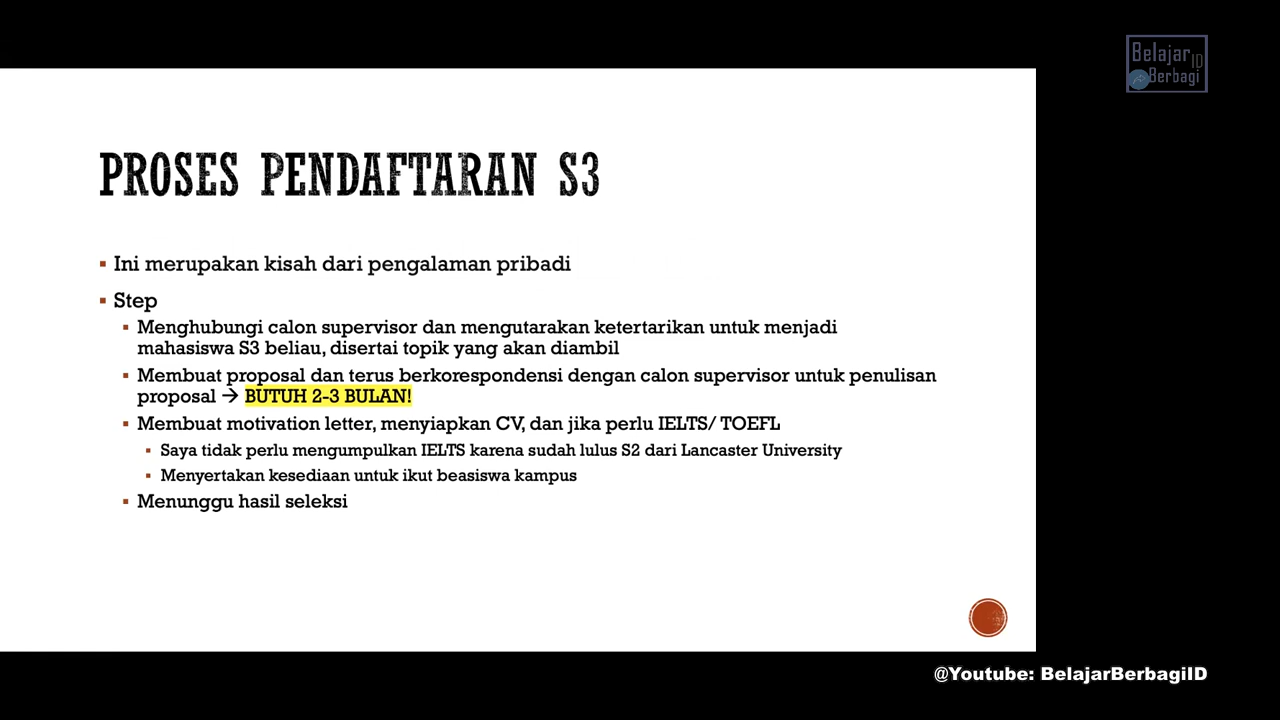 Belajar ID
Berbagi
PROSES PENDAFTARAN S3
Ini merupakan kisah dari pengalaman pribadi
Step
Menghubungi calon supervisor dan mengutarakan ketertarikan untuk menjadi
mahasiswa S3 beliau, disertai topik yang akan diambil
Membuat proposal dan terus berkorespondensi dengan calon supervisor untuk penulisan
proposal → BUTUH 2-3 BULAN!
Membuat motivation letter, menyiapkan CV, dan jika perlu IELTS/ TOEFL
Saya tidak perlu mengumpulkan IELTS karena sudah lulus S2 dari Lancaster University
Menyertakan kesediaan untuk ikut beasiswa kampus
Menunggu hasil seleksi
@Youtube: BelajarBerbagiID